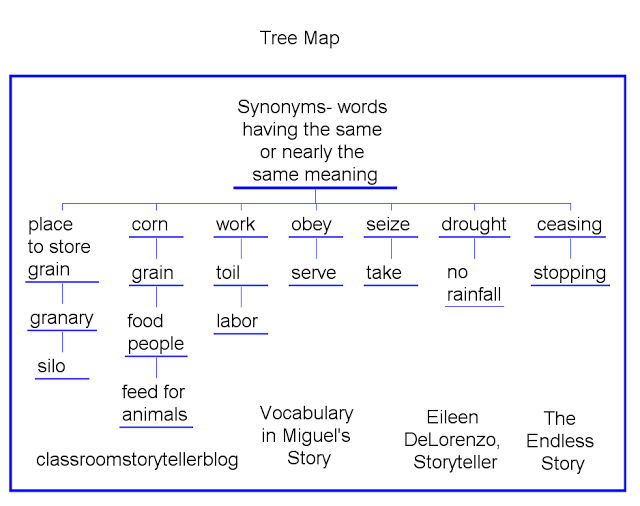 Tree Map
Synonyms- words
having the same
or nearly the
same meaning
place
to store
grain
granary
silo
corn
grain
food
people
feed for
animals
work
toil
labor
obey
serve
seize
take
drought
no
rainfall
ceasing
stopping
classroomstorytellerblog
Vocabulary
in Miguel's
Story
Eileen
DeLorenzo,
Storyteller
The
Endless
Story